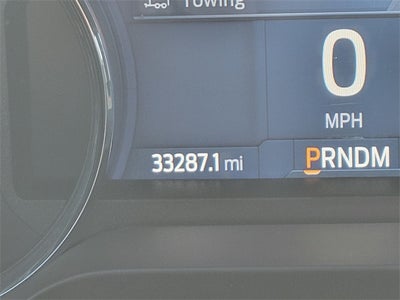 Towing
0
MPH
33287.1 mi
PRNDM